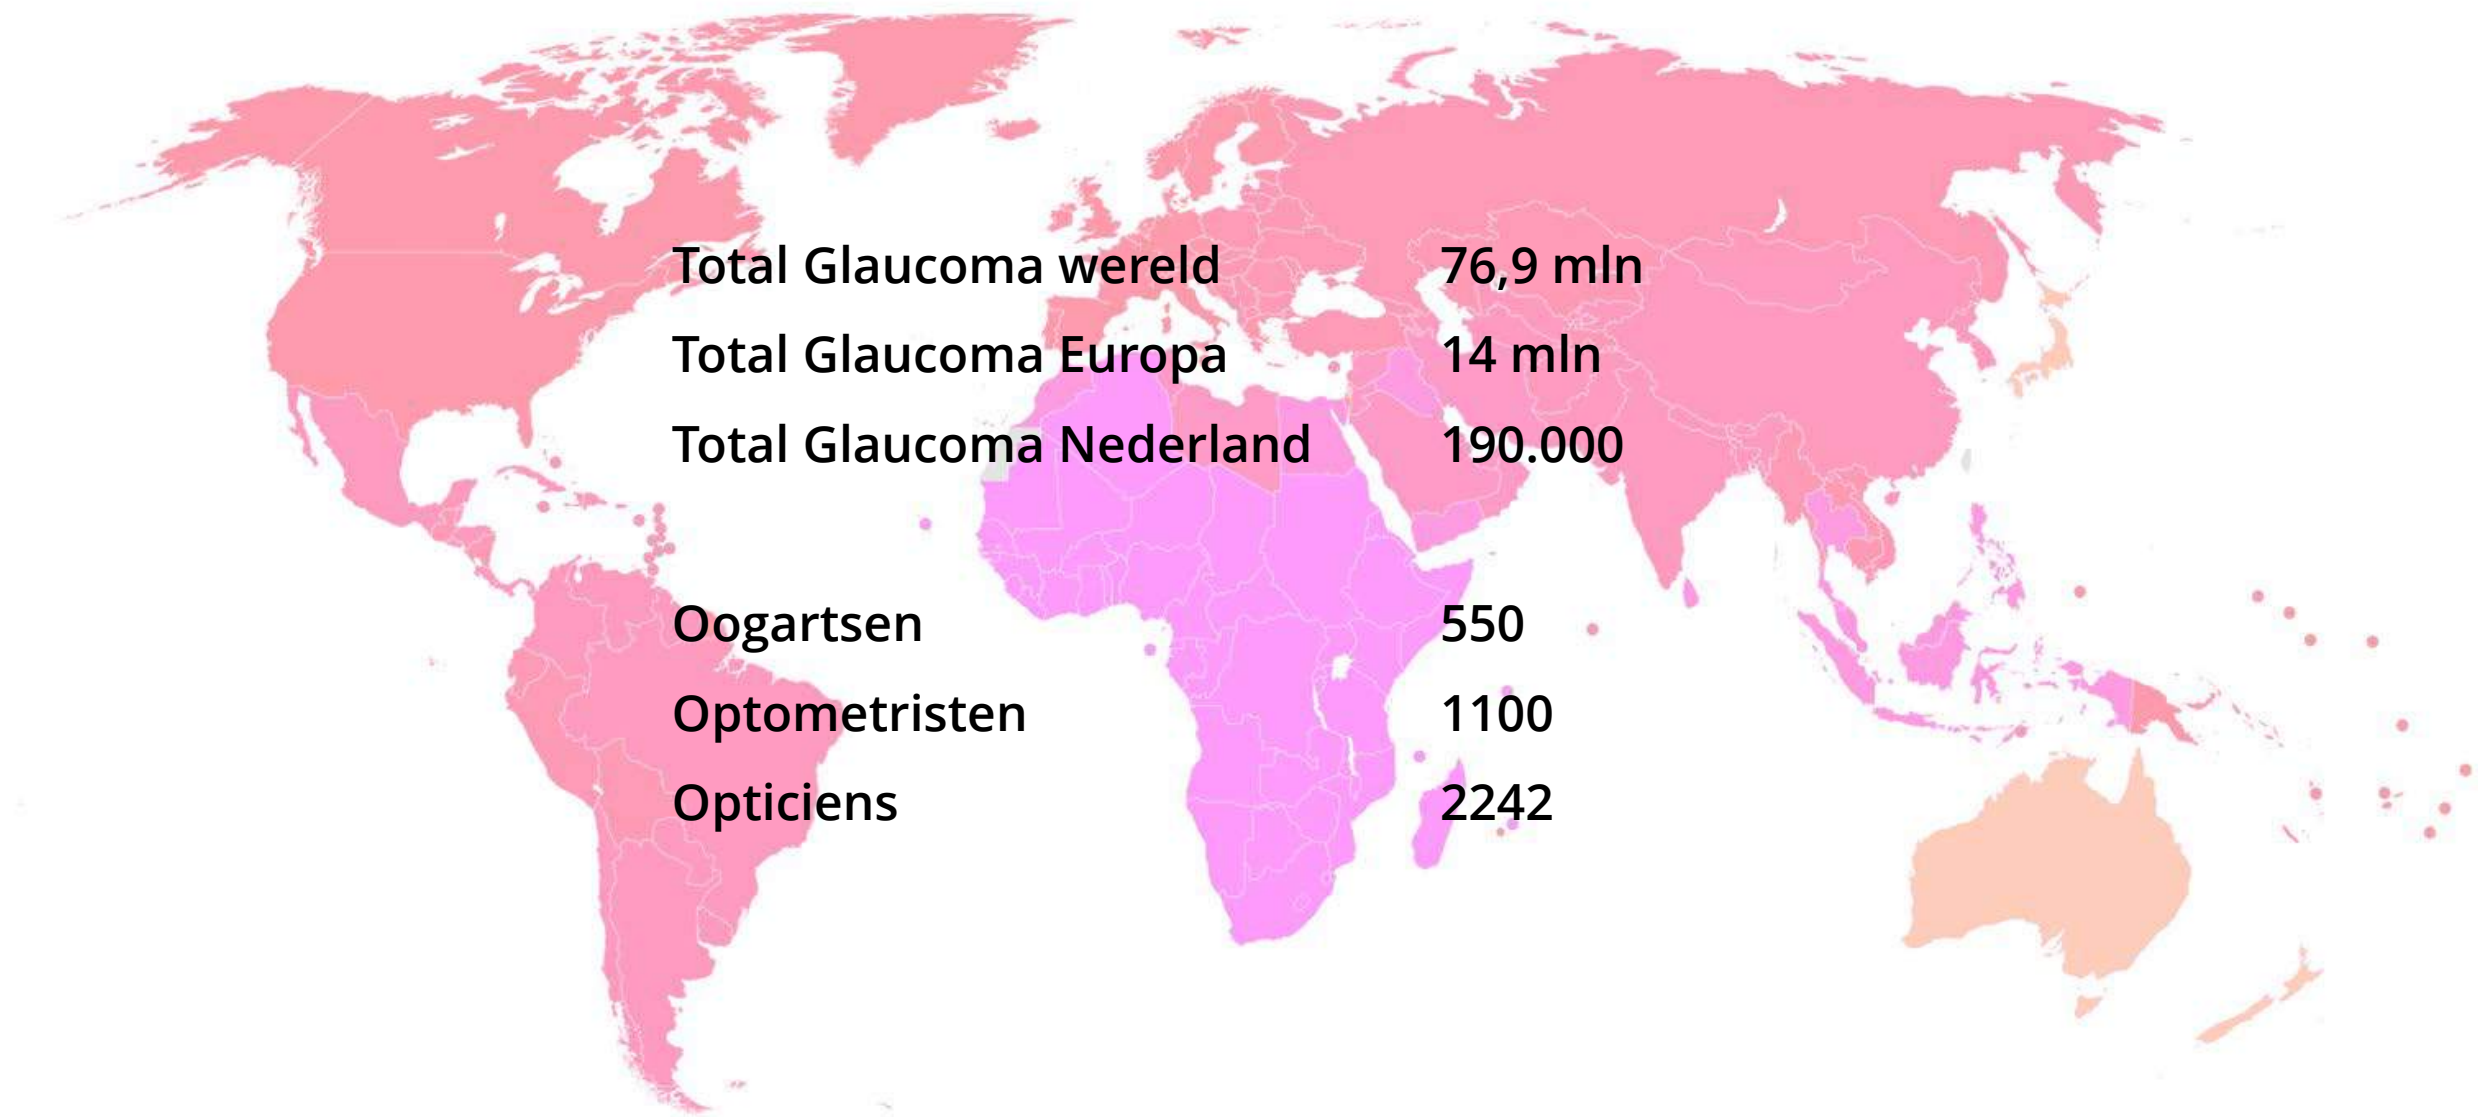 Total Glaucoma wereld 76,9 mln
Total Glaucoma Europa 14 mln
Total Glaucoma Nederland 190.000
Oogartsen 550
Optometristen 1100
Opticiens 2242